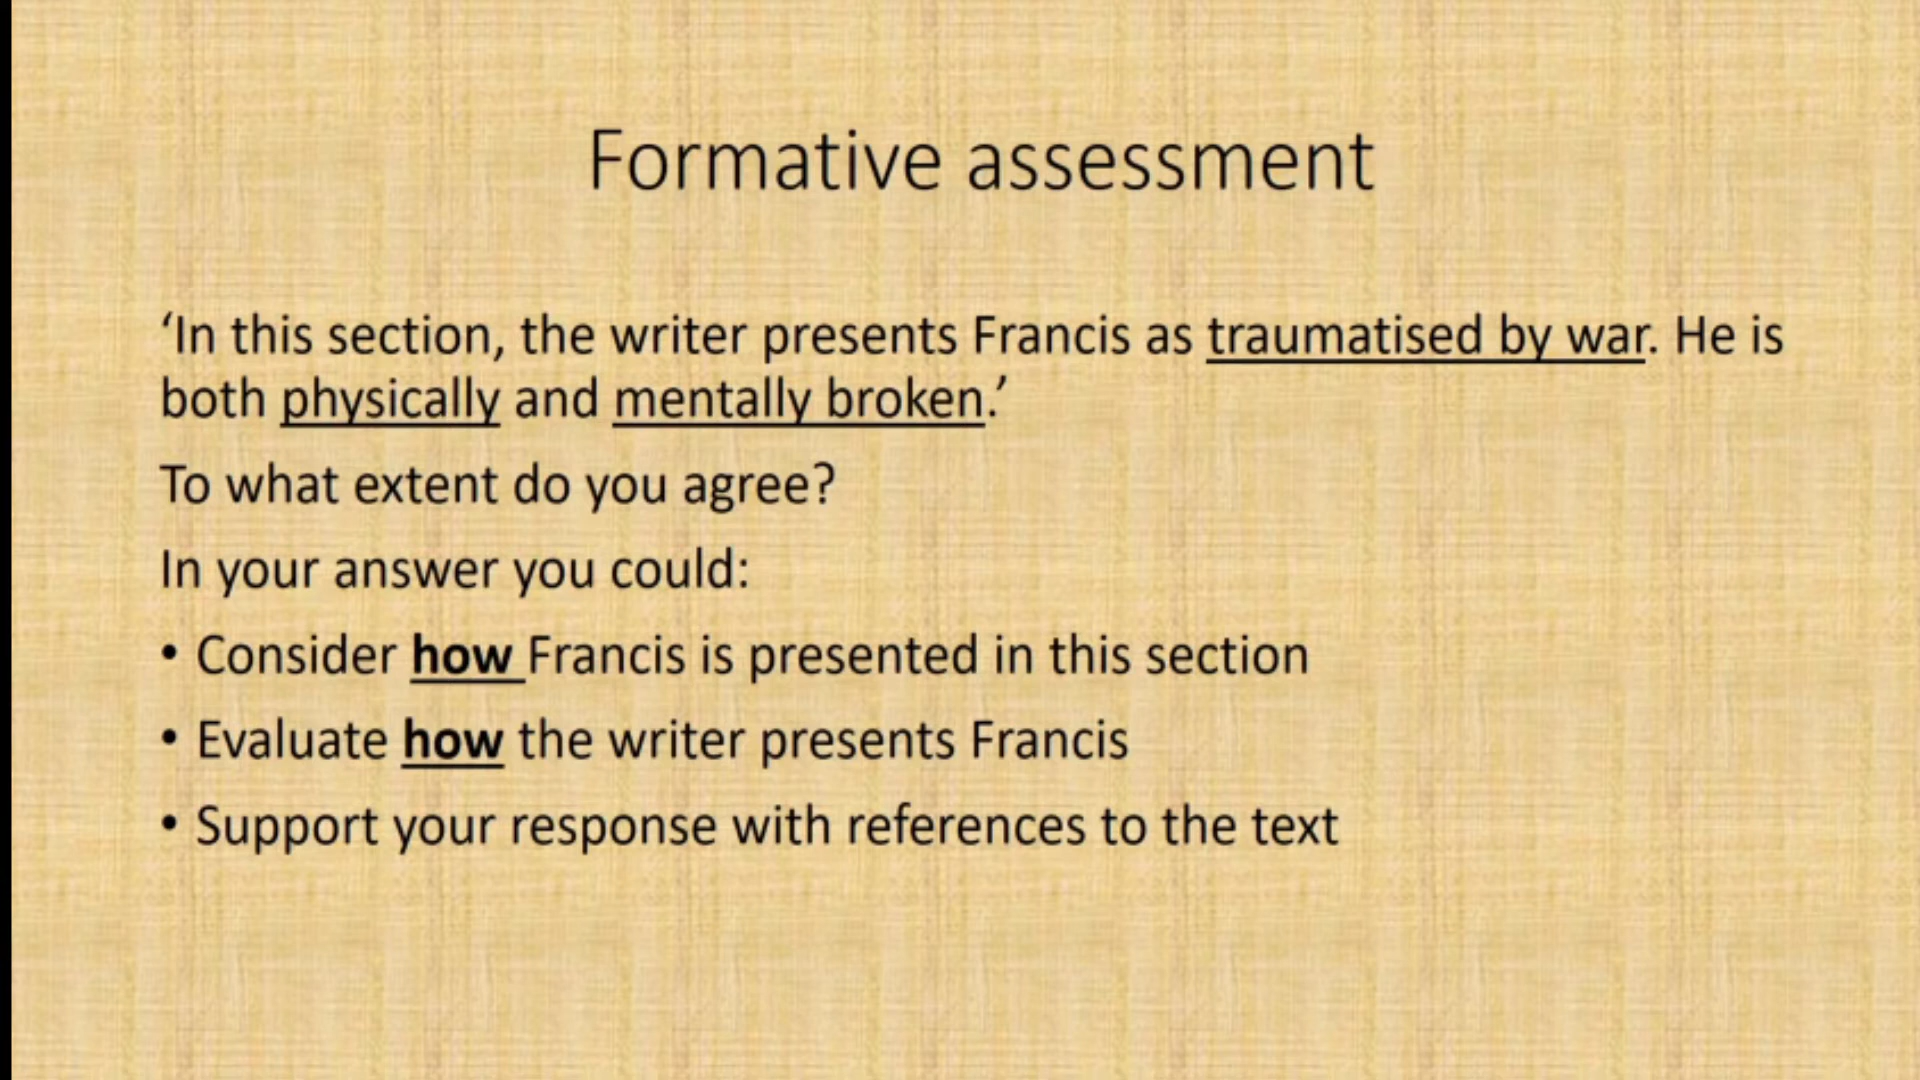 Formative assessment
‘In this section, the writer presents Francis as traumatised by war. He is
both physically and mentally broken.’
To what extent do you agree?
In your answer you could:
• Consider how Francis is presented in this section
• Evaluate how the writer presents Francis
• Support your response with references to the text